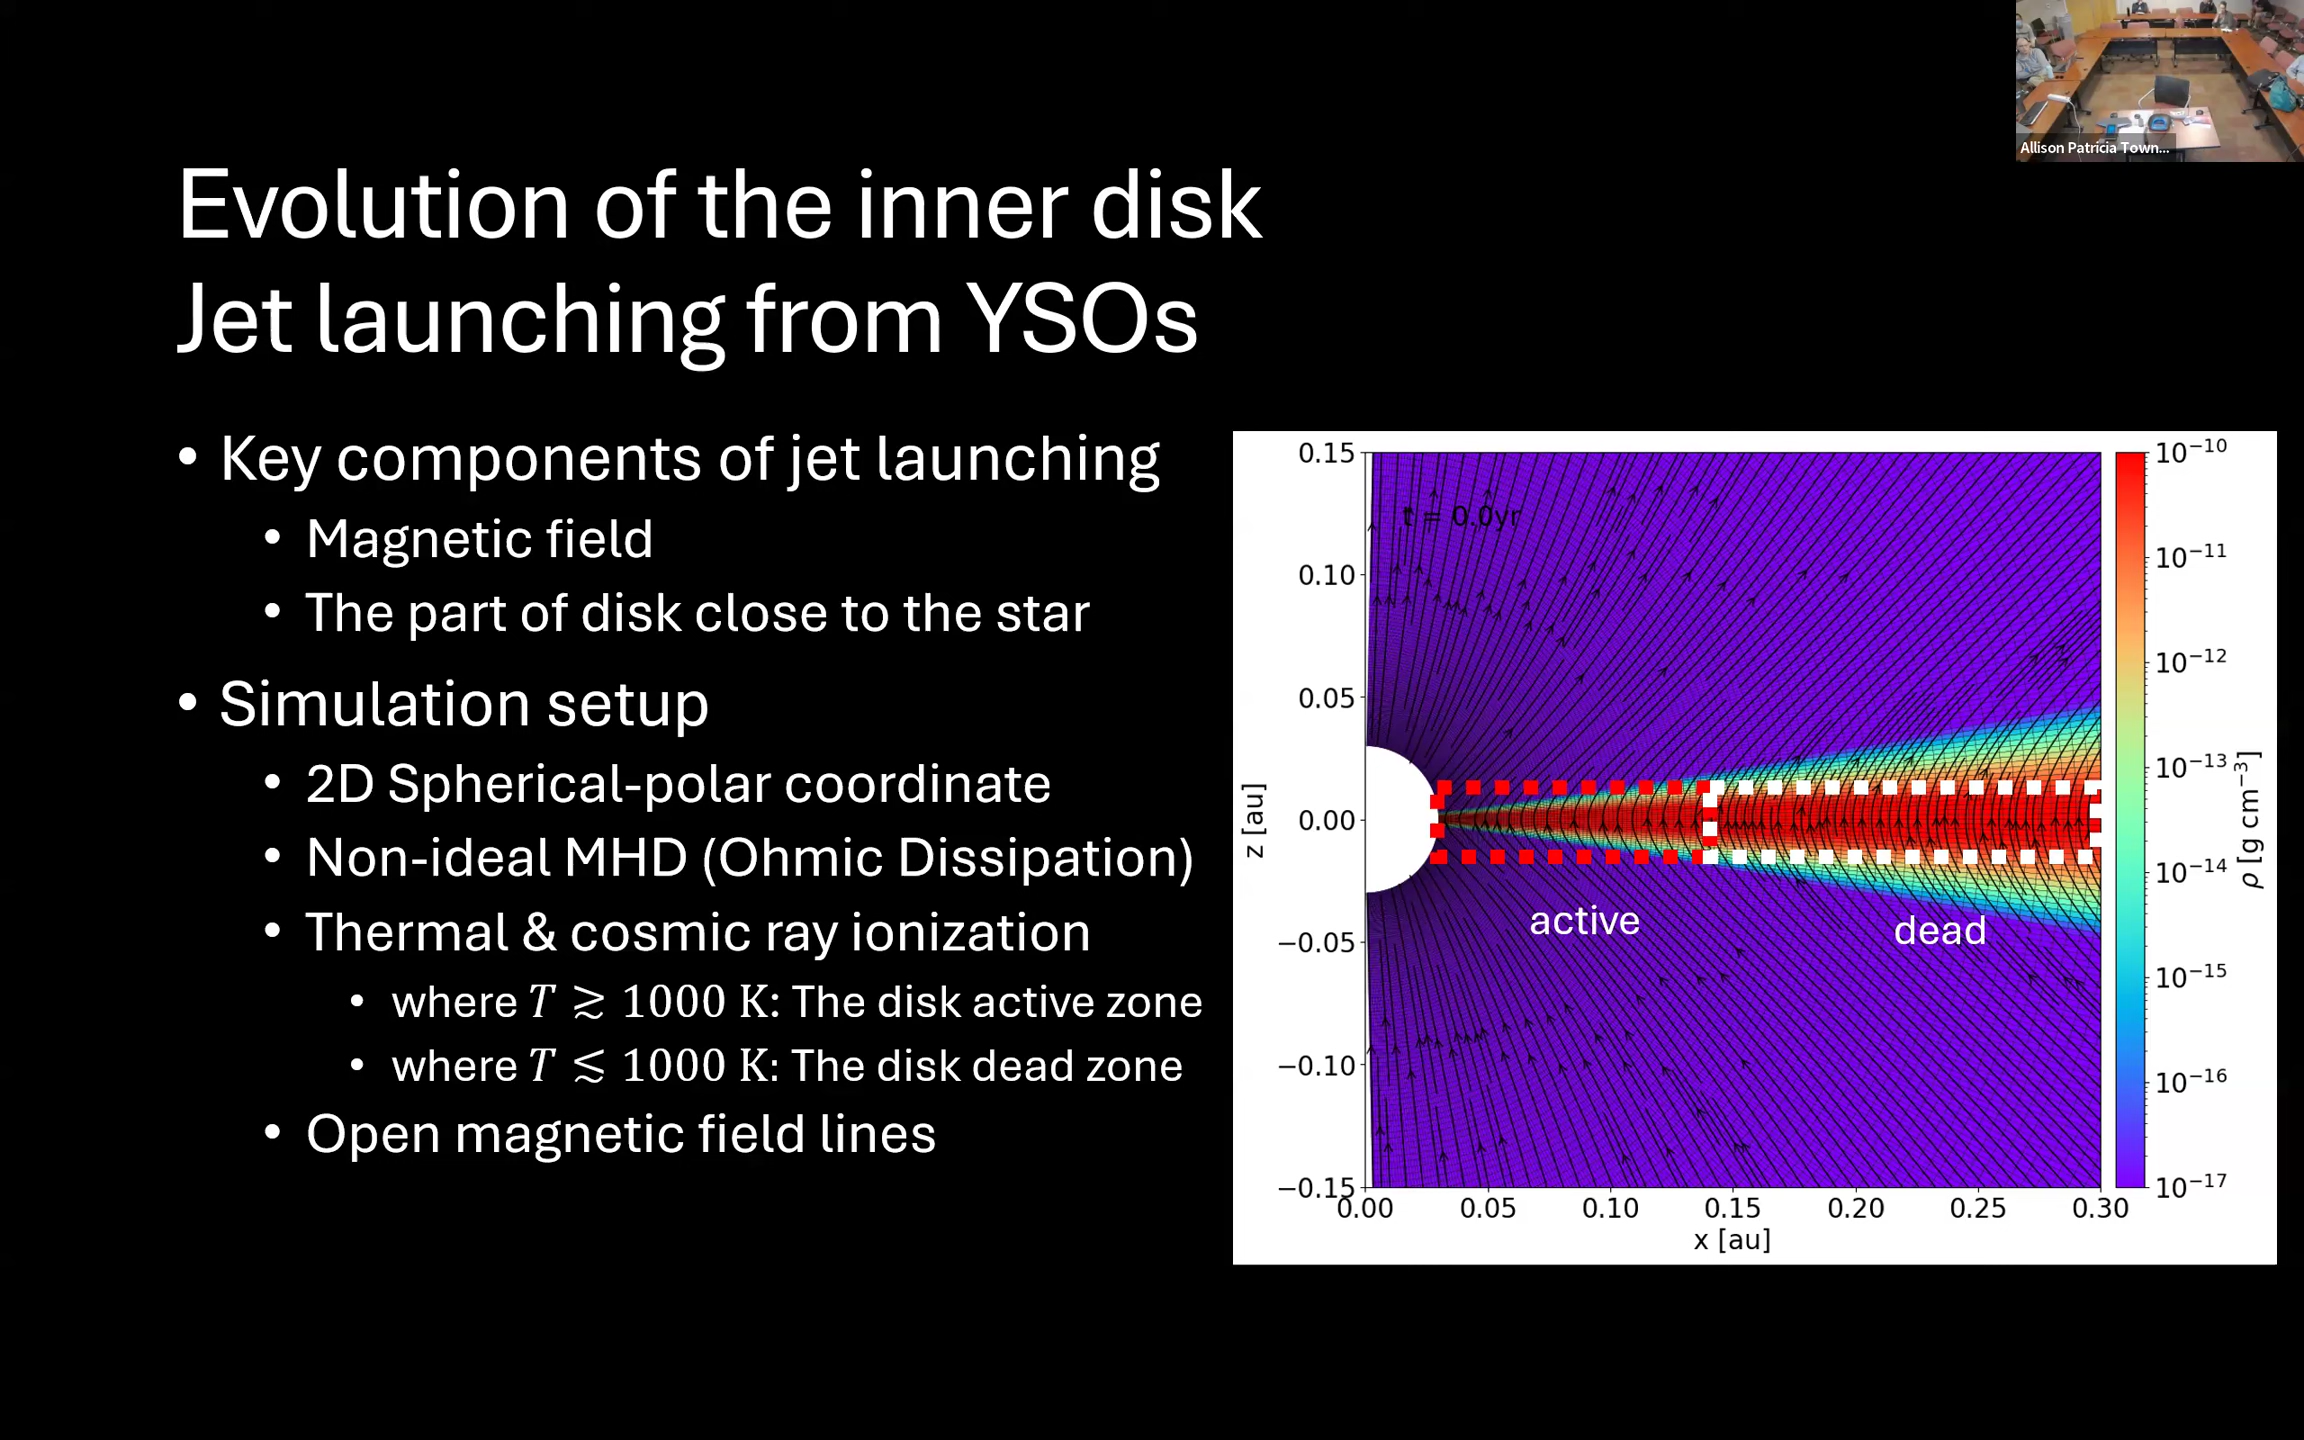 Allison Patricia Town...
Evolution of the inner disk
Jet launching from YSOs
• Key components of jet launching
• Magnetic field
• The part of disk close to the star
• Simulation setup
• 2D Spherical-polar coordinate
• Non-ideal MHD (Ohmic Dissipation)
• Thermal & cosmic ray ionization
• where T ≳ 1000 K: The disk active zone
• where T ≲ 1000 K: The disk dead zone
• Open magnetic field lines
t = 0.0yr
active
dead
z [au]
0.15
0.10
0.05
0.00
−0.05
−0.10
−0.15
0.00 0.05 0.10 0.15 0.20 0.25 0.30
x [au]
10⁻¹⁰
10⁻¹¹
10⁻¹²
10⁻¹³
10⁻¹⁴
10⁻¹⁵
10⁻¹⁶
10⁻¹⁷
ρ [g cm⁻³]